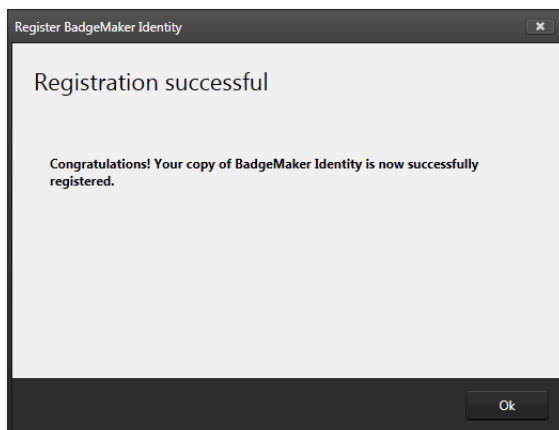 Register BadgeMaker Identity
Registration successful
Congratulations! Your copy of BadgeMaker Identity is now successfully
registered.
Ok